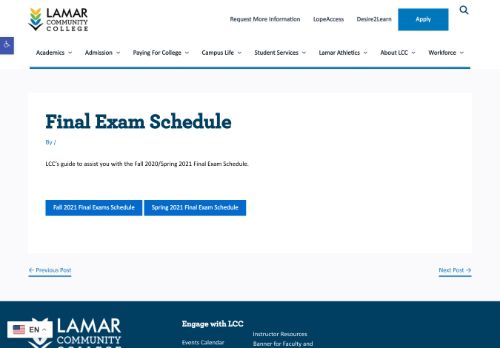 LAMAR
COMMUNITY
COLLEGE
Request More Information LopeAccess Desire2Learn Apply
Academics Admission Paying For College Campus Life Student Services Lamar Athletics About LCC Workforce
Final Exam Schedule
By /
LCC's guide to assist you with the Fall 2020/Spring 2021 Final Exam Schedule.
Fall 2021 Final Exams Schedule Spring 2021 Final Exam Schedule
← Previous Post Next Post →
LAMAR
COMMUNITY
COLLEGE
Engage with LCC
Events Calendar
Instructor Resources
Banner for Faculty and
EN